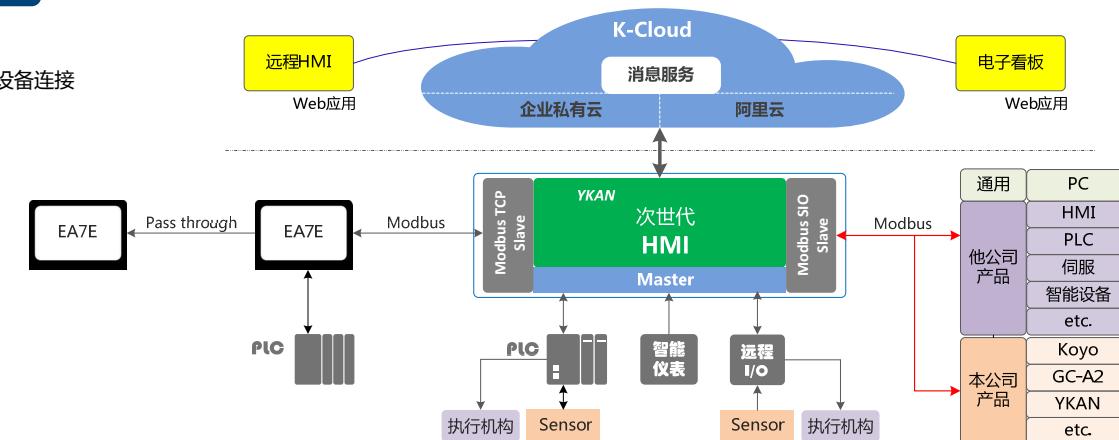 设备连接
远程HMI
Web应用
K-Cloud
消息服务
企业私有云
阿里云
电子看板
Web应用
EA7E
Pass through
EA7E
Modbus
Modbus TCP
Slave
YKAN
次世代
HMI
Master
Modbus SIO
Slave
Modbus
PLC
PLC
智能
仪表
远程
I/O
执行机构
Sensor
Sensor
执行机构
通用
PC
他公司
产品
HMI
PLC
伺服
智能设备
etc.
本公司
产品
Koyo
GC-A2
YKAN
etc.